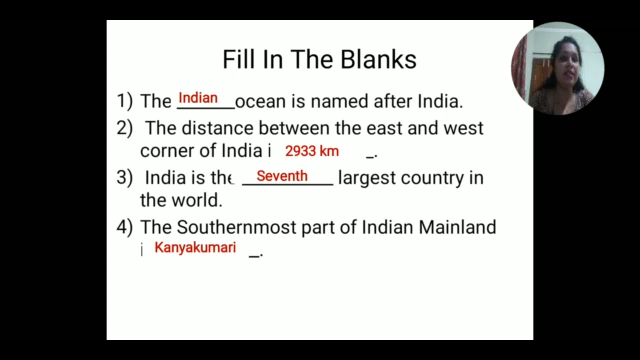 Fill In The Blanks
1) The Indian ocean is named after India.
2) The distance between the east and west
corner of India i 2933 km _.
3) India is the Seventh largest country in
the world.
4) The Southernmost part of Indian Mainland
i Kanyakumari _.